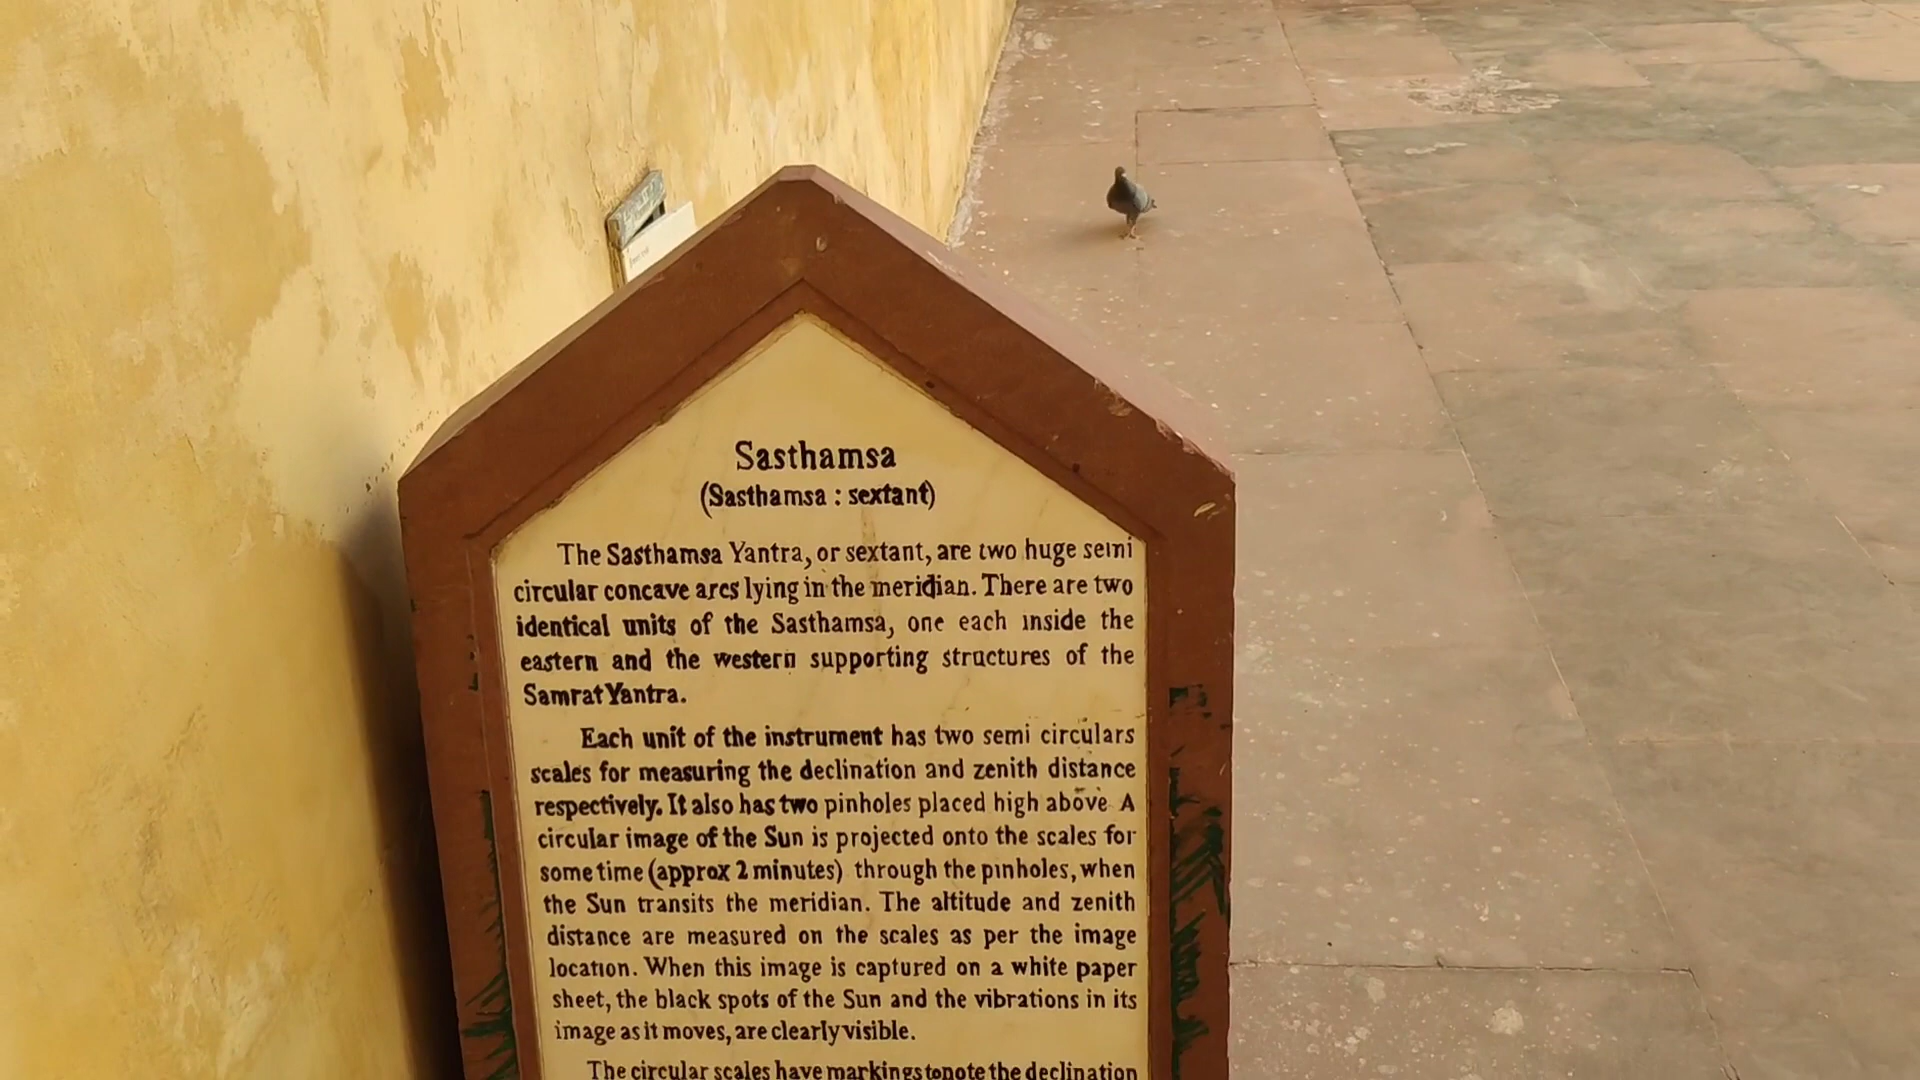 Sasthamsa
(Sasthamsa : sextant)
The Sasthamsa Yantra, or sextant, are two huge semi
circular concave arcs lying in the meridian. There are two
identical units of the Sasthamsa, one each inside the
eastern and the western supporting structures of the
Samrat Yantra.
Each unit of the instrument has two semi circulars
scales for measuring the declination and zenith distance
respectively. It also has two pinholes placed high above A
circular image of the Sun is projected onto the scales for
some time (approx 2 minutes) through the pinholes, when
the Sun transits the meridian. The altitude and zenith
distance are measured on the scales as per the image
location. When this image is captured on a white paper
sheet, the black spots of the Sun and the vibrations in its
image as it moves, are clearly visible.
The circular scales have markings to note the declination